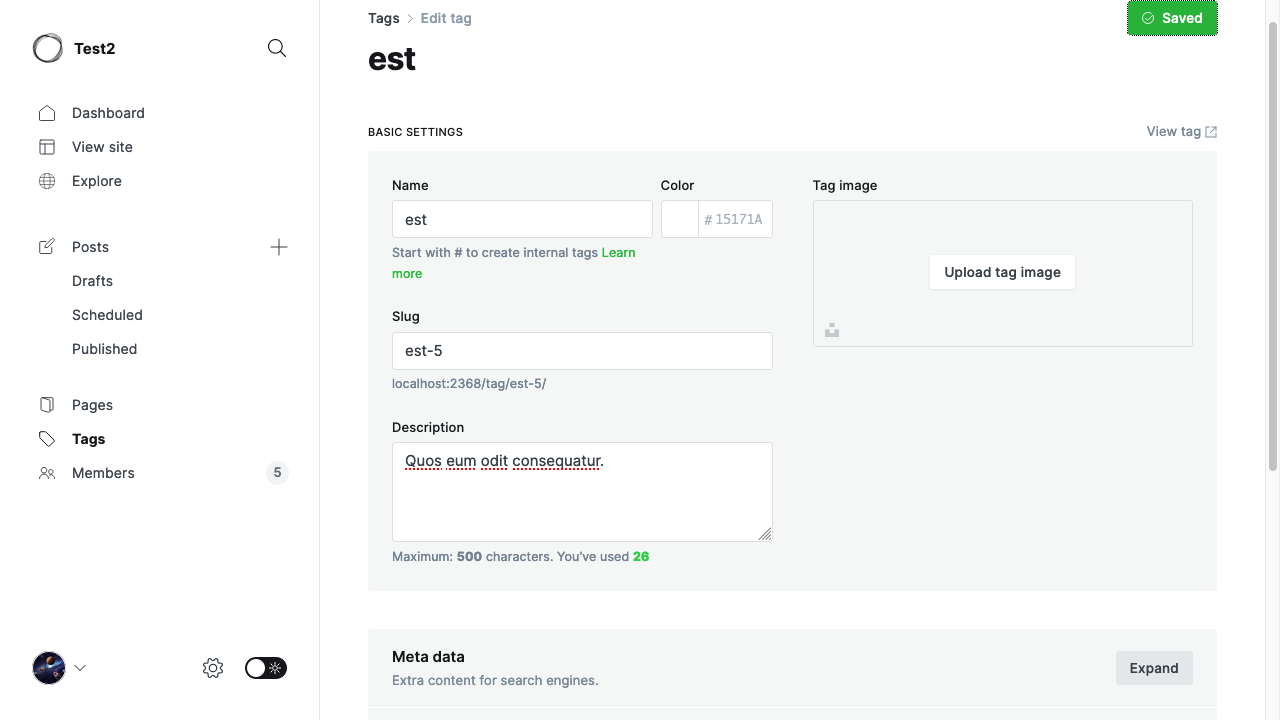 Tags > Edit tag
Saved
est
Test2
Dashboard
View site
Explore
Posts
Drafts
Scheduled
Published
Pages
Tags
Members 5
BASIC SETTINGS
View tag
Name
est
Start with # to create internal tags Learn
more
Color
# 15171A
Slug
est-5
localhost:2368/tag/est-5/
Description
Quos eum odit consequatur.
Maximum: 500 characters. You’ve used 26
Tag image
Upload tag image
Meta data
Extra content for search engines.
Expand